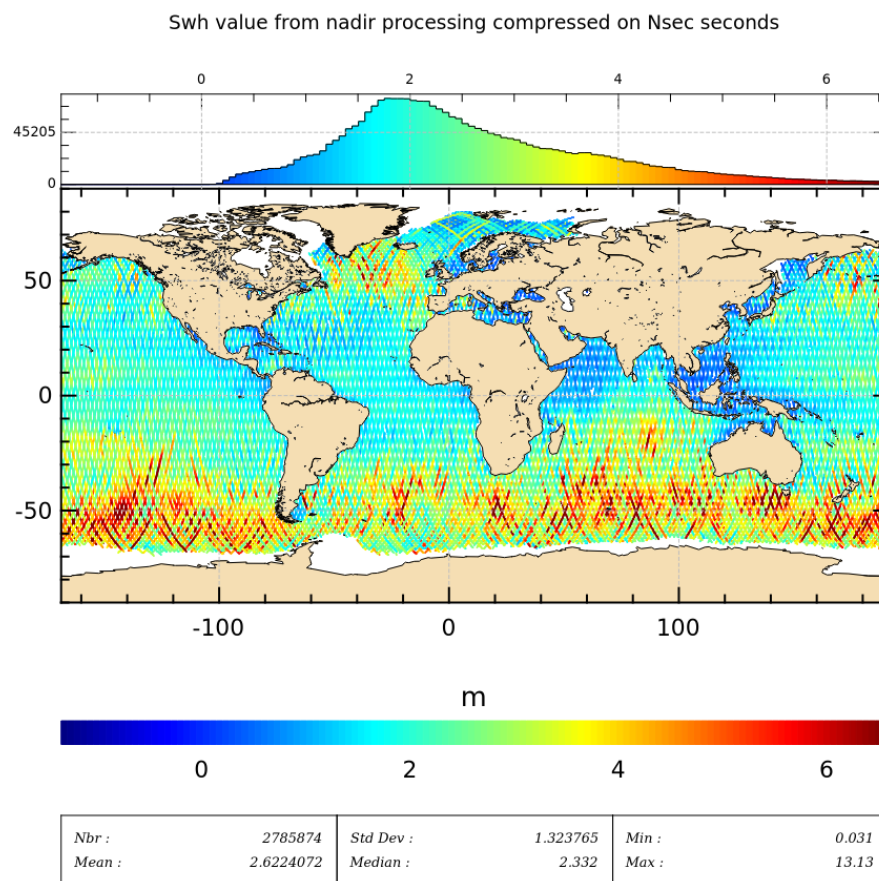 Swh value from nadir processing compressed on Nsec seconds
0 2 4 6
45205
0
50
0
-50
-100 0 100
m
0 2 4 6
Nbr : 2785874 Std Dev : 1.323765 Min : 0.031
Mean : 2.6224072 Median : 2.332 Max : 13.13